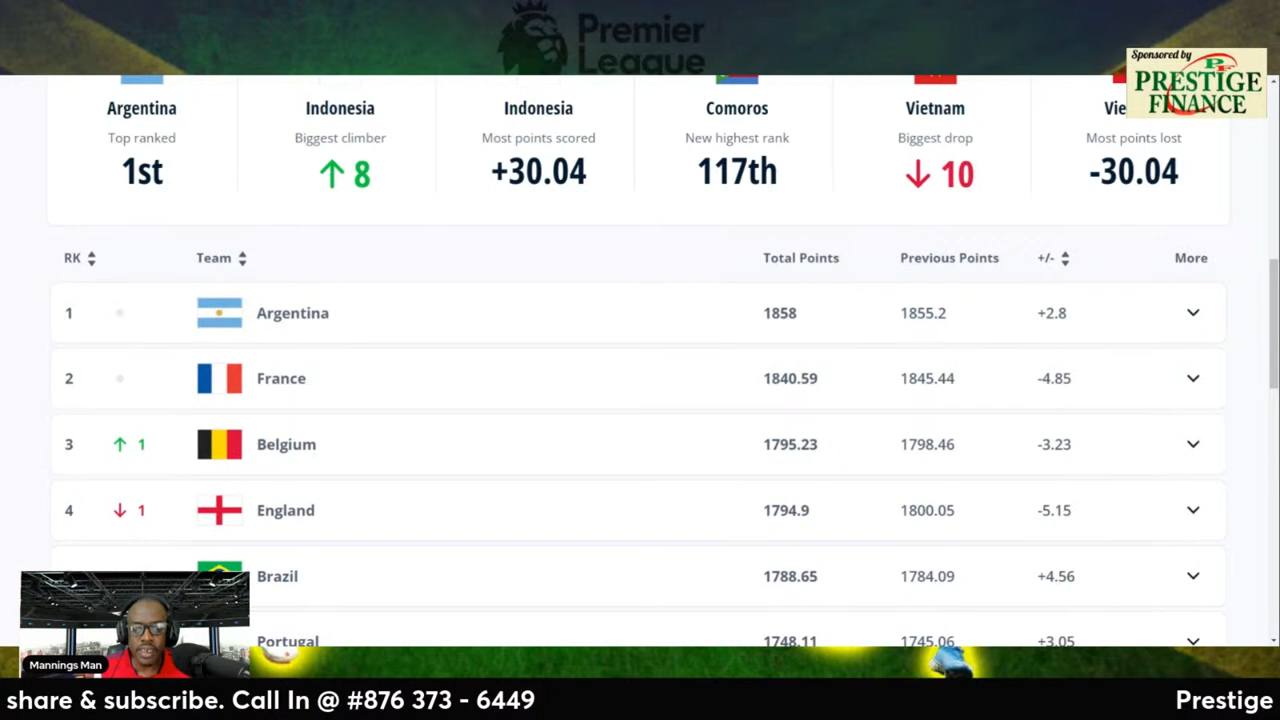 Premier
League
Sponsored by
PF
PRESTIGE
FINANCE
Argentina Indonesia Indonesia Comoros Vietnam Vie
Top ranked Biggest climber Most points scored New highest rank Biggest drop Most points lost
1st ↑ 8 +30.04 117th ↓ 10 -30.04
RK Team Total Points Previous Points +/- More
1 Argentina 1858 1855.2 +2.8
2 France 1840.59 1845.44 -4.85
3 ↑ 1 Belgium 1795.23 1798.46 -3.23
4 ↓ 1 England 1794.9 1800.05 -5.15
Brazil 1788.65 1784.09 +4.56
Portugal 1748.11 1745.06 +3.05
Mannings Man
share & subscribe. Call In @ #876 373 - 6449 Prestige